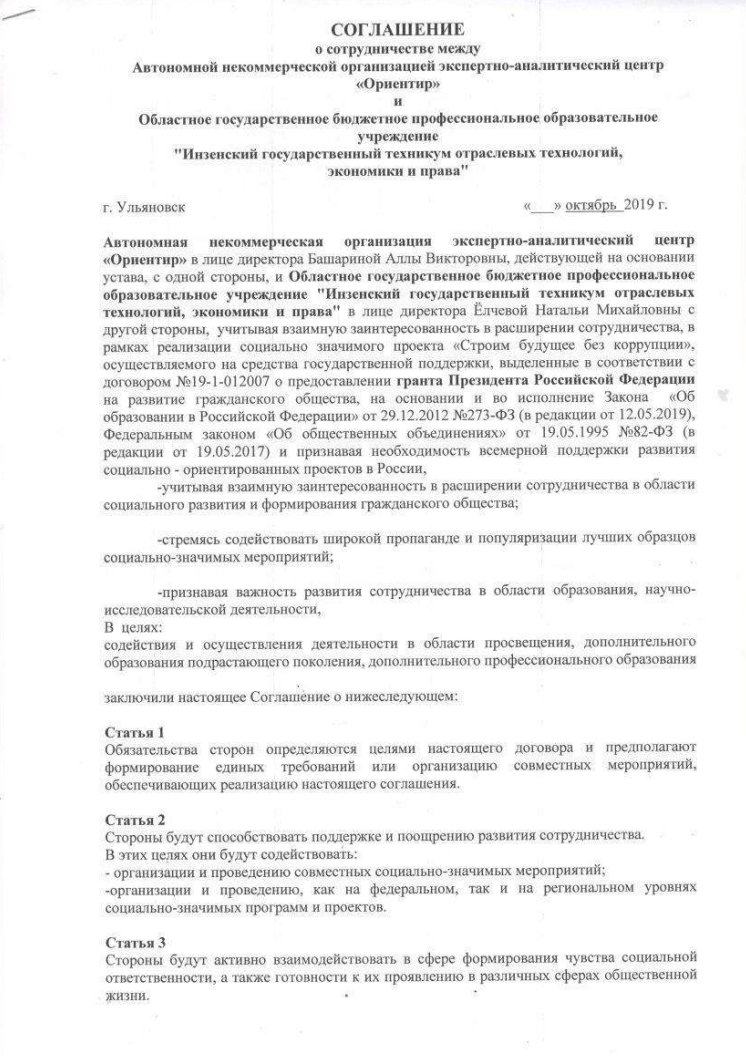 СОГЛАШЕНИЕ
о сотрудничестве между
Автономной некоммерческой организацией экспертно-аналитический центр
«Ориентир»
и
Областное государственное бюджетное профессиональное образовательное
учреждение
"Инзенский государственный техникум отраслевых технологий,
экономики и права"
г. Ульяновск «___» октябрь 2019 г.
Автономная некоммерческая организация экспертно-аналитический центр
«Ориентир» в лице директора Башариной Аллы Викторовны, действующей на основании
устава, с одной стороны, и Областное государственное бюджетное профессиональное
образовательное учреждение "Инзенский государственный техникум отраслевых
технологий, экономики и права" в лице директора Ёлчевой Натальи Михайловны с
другой стороны, учитывая взаимную заинтересованность в расширении сотрудничества, в
рамках реализации социально значимого проекта «Строим будущее без коррупции»,
осуществляемого на средства государственной поддержки, выделенные в соответствии с
договором №19-1-012007 о предоставлении гранта Президента Российской Федерации
на развитие гражданского общества, на основании и во исполнение Закона «Об
образовании в Российской Федерации» от 29.12.2012 №273-ФЗ (в редакции от 12.05.2019),
Федеральным законом «Об общественных объединениях» от 19.05.1995 №82-ФЗ (в
редакции от 19.05.2017) и признавая необходимость всемерной поддержки развития
социально - ориентированных проектов в России,
-учитывая взаимную заинтересованность в расширении сотрудничества в области
социального развития и формирования гражданского общества;
-стремясь содействовать широкой пропаганде и популяризации лучших образцов
социально-значимых мероприятий;
-признавая важность развития сотрудничества в области образования, научно-
исследовательской деятельности,
В целях:
содействия и осуществления деятельности в области просвещения, дополнительного
образования подрастающего поколения, дополнительного профессионального образования
заключили настоящее Соглашение о нижеследующем:
Статья 1
Обязательства сторон определяются целями настоящего договора и предполагают
формирование единых требований или организацию совместных мероприятий,
обеспечивающих реализацию настоящего соглашения.
Статья 2
Стороны будут способствовать поддержке и поощрению развития сотрудничества.
В этих целях они будут содействовать:
- организации и проведению совместных социально-значимых мероприятий;
-организации и проведению, как на федеральном, так и на региональном уровнях
социально-значимых программ и проектов.
Статья 3
Стороны будут активно взаимодействовать в сфере формирования чувства социальной
ответственности, а также готовности к их проявлению в различных сферах общественной
жизни.